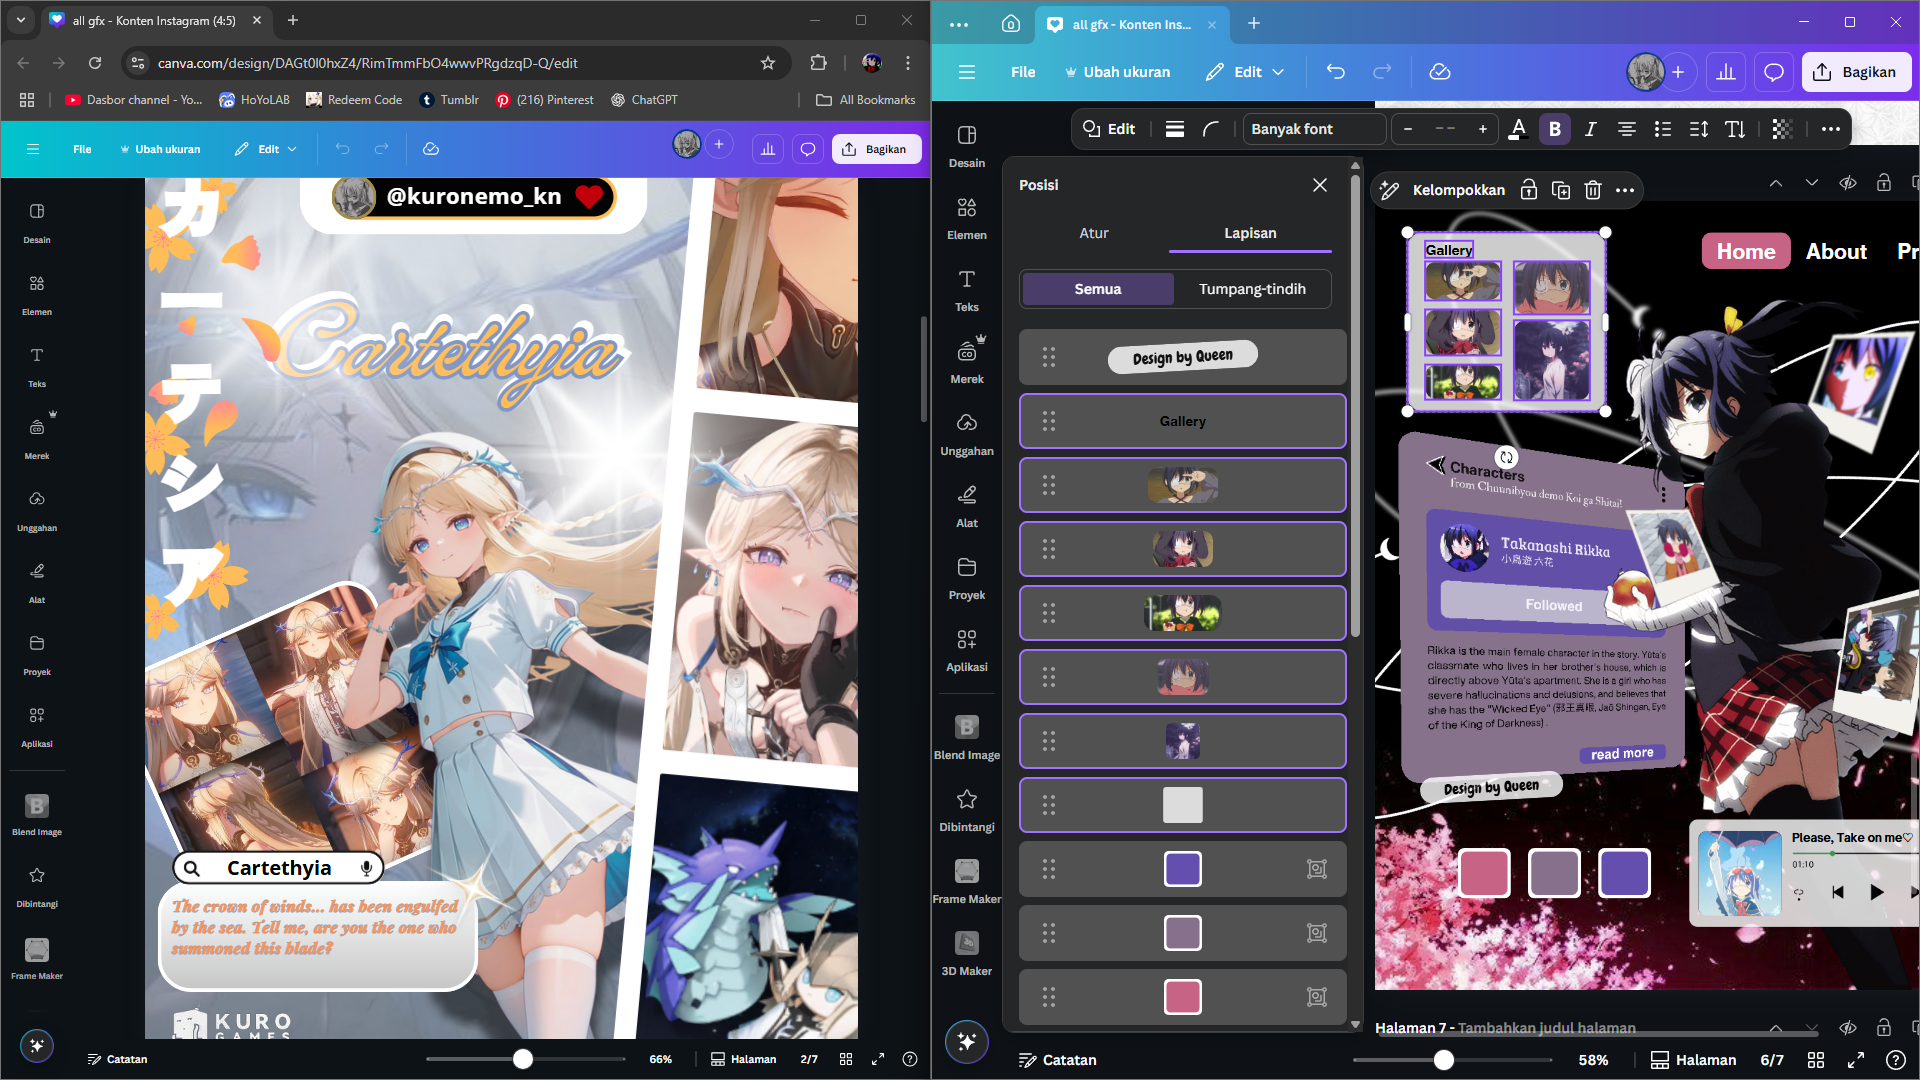 all gfx - Konten Instagram (4:5)
canva.com/design/DAGt0l0hxZ4/RimTmmFbO4wwvPRgdzqD-Q/edit
Dasbor channel - Yo...
HoYoLAB
Redeem Code
Tumblr
(216) Pinterest
ChatGPT
All Bookmarks
File
Ubah ukuran
Edit
Bagikan
Desain
Elemen
Teks
Merek
Unggahan
Alat
Proyek
Aplikasi
Blend Image
Dibintangi
Frame Maker
@kuronemo_kn
カーテシア
Cartethyia
Cartethyia
The crown of winds... has been engulfed
by the sea. Tell me, are you the one who
summoned this blade?
KURO
GAMES
Catatan
66%
Halaman
2/7
all gfx - Konten Ins...
File
Ubah ukuran
Edit
Bagikan
Edit
Banyak font
B
I
Desain
Elemen
Teks
Merek
Unggahan
Alat
Proyek
Aplikasi
Blend Image
Dibintangi
Frame Maker
3D Maker
Posisi
Atur
Lapisan
Semua
Tumpang-tindih
Design by Queen
Gallery
Kelompokkan
Gallery
Home
About
Pr
Characters
from Chuunibyou demo Koi ga Shitai!
Takanashi Rikka
小鳥遊 六花
Followed
Rikka is the main female character in the story. Yūta's
classmate who lives in her brother's house, which is
directly above Yūta's apartment. She is a girl who has
severe hallucinations and delusions, and believes that
she has the "Wicked Eye" (邪王真眼, Jaō Shingan, Eye
of the King of Darkness).
read more
Design by Queen
Please, Take on me♡
01:10
Halaman 7 - Tambahkan judul halaman
Catatan
58%
Halaman
6/7